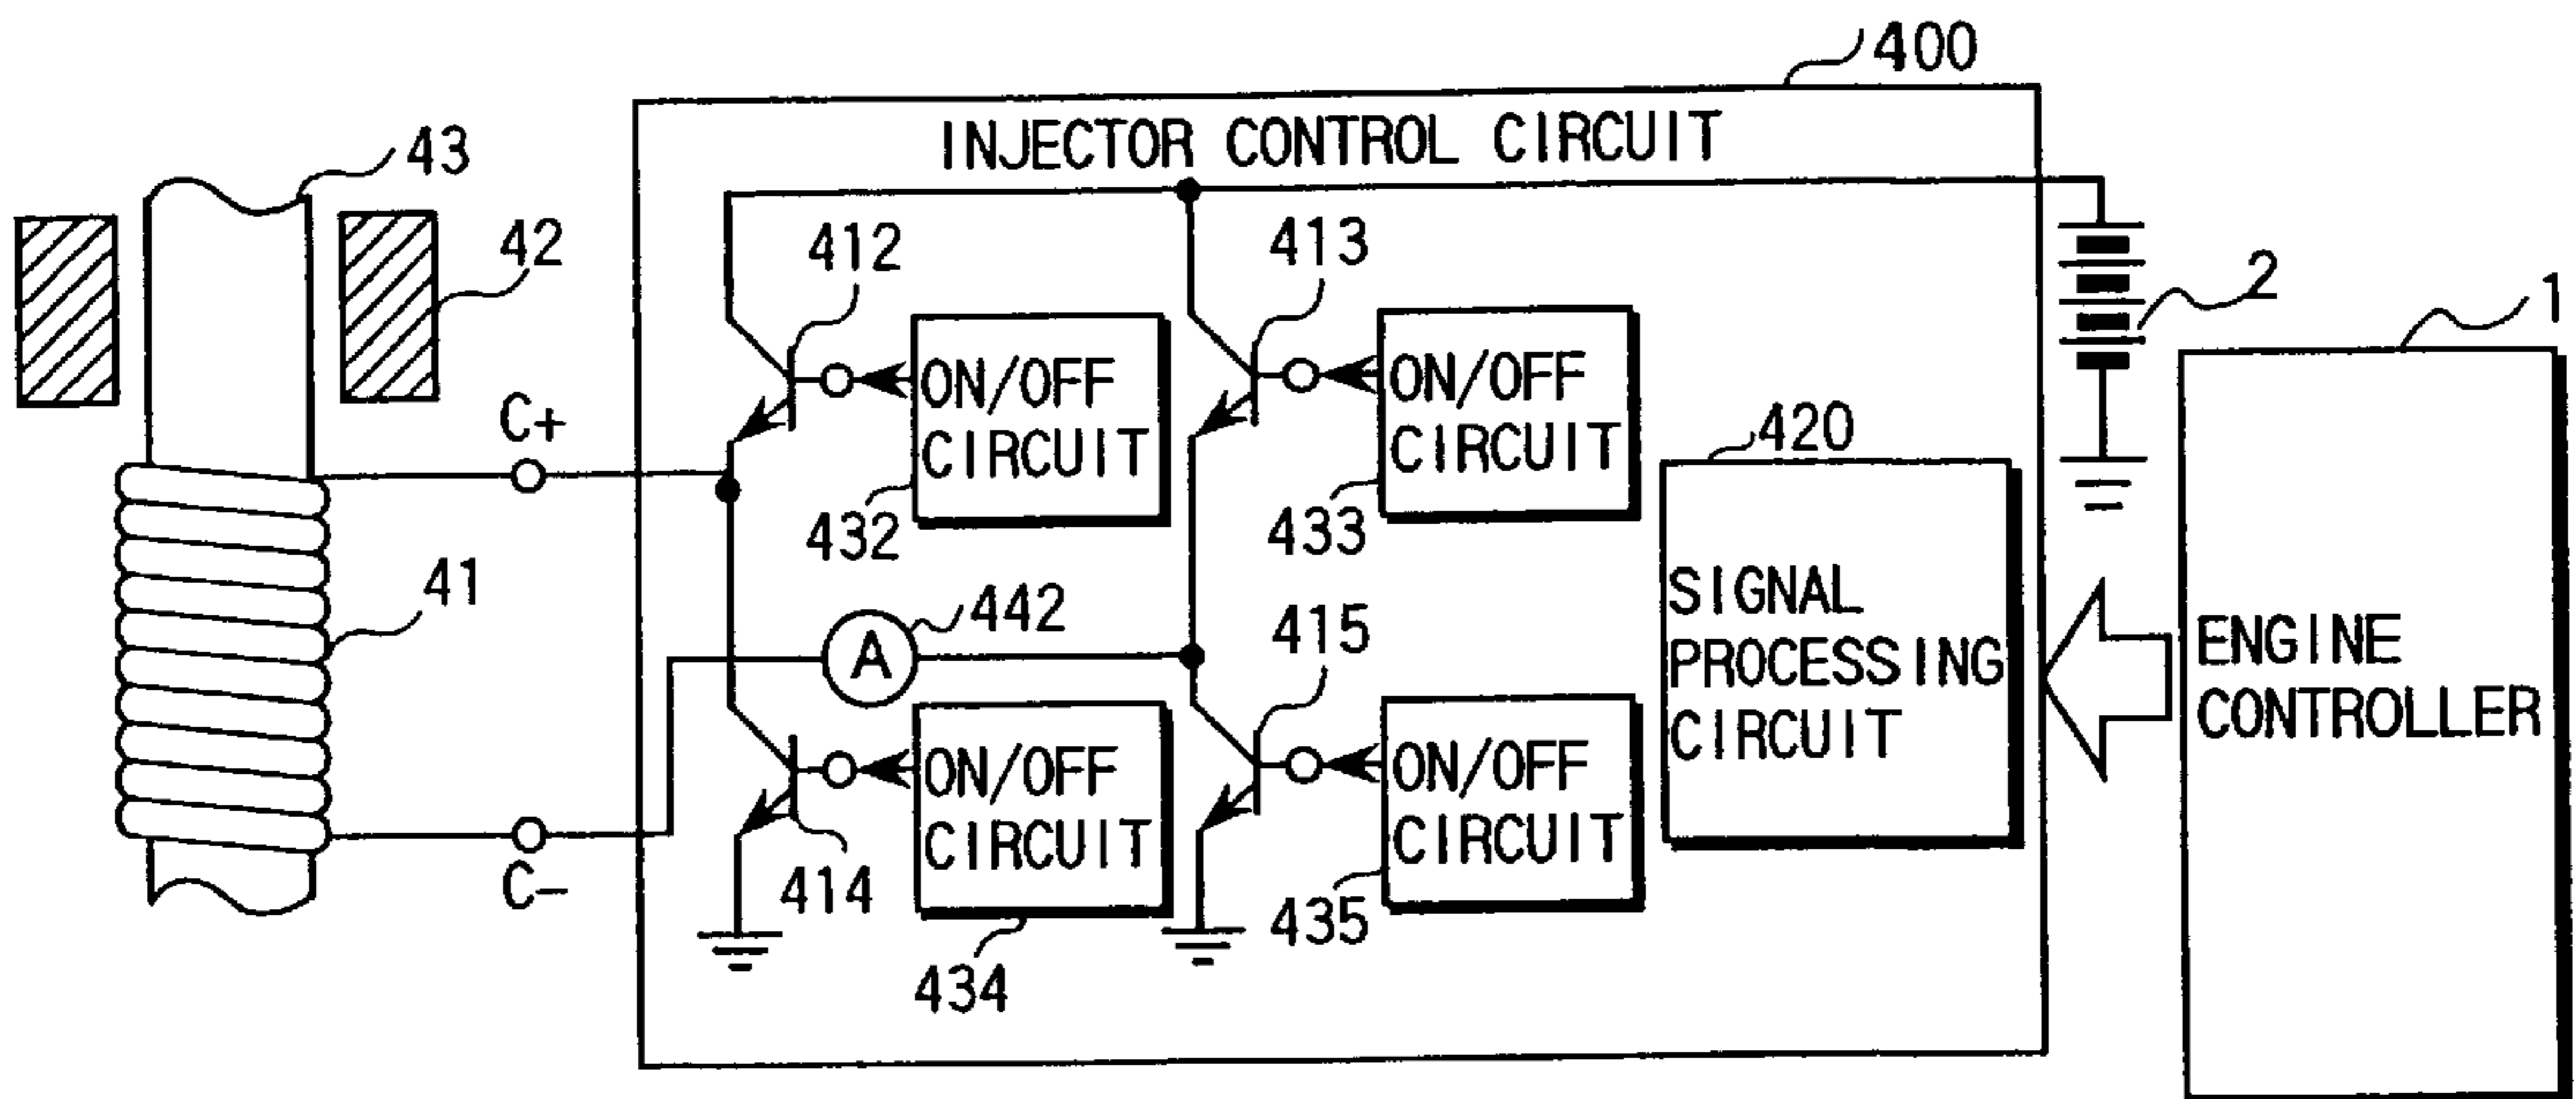 400
INJECTOR CONTROL CIRCUIT
43
42
412
413
2
1
ON/OFF
CIRCUIT
ON/OFF
CIRCUIT
C+
420
432
433
41
442
A
415
SIGNAL
PROCESSING
CIRCUIT
ENGINE
CONTROLLER
ON/OFF
CIRCUIT
ON/OFF
CIRCUIT
C-
414
435
434